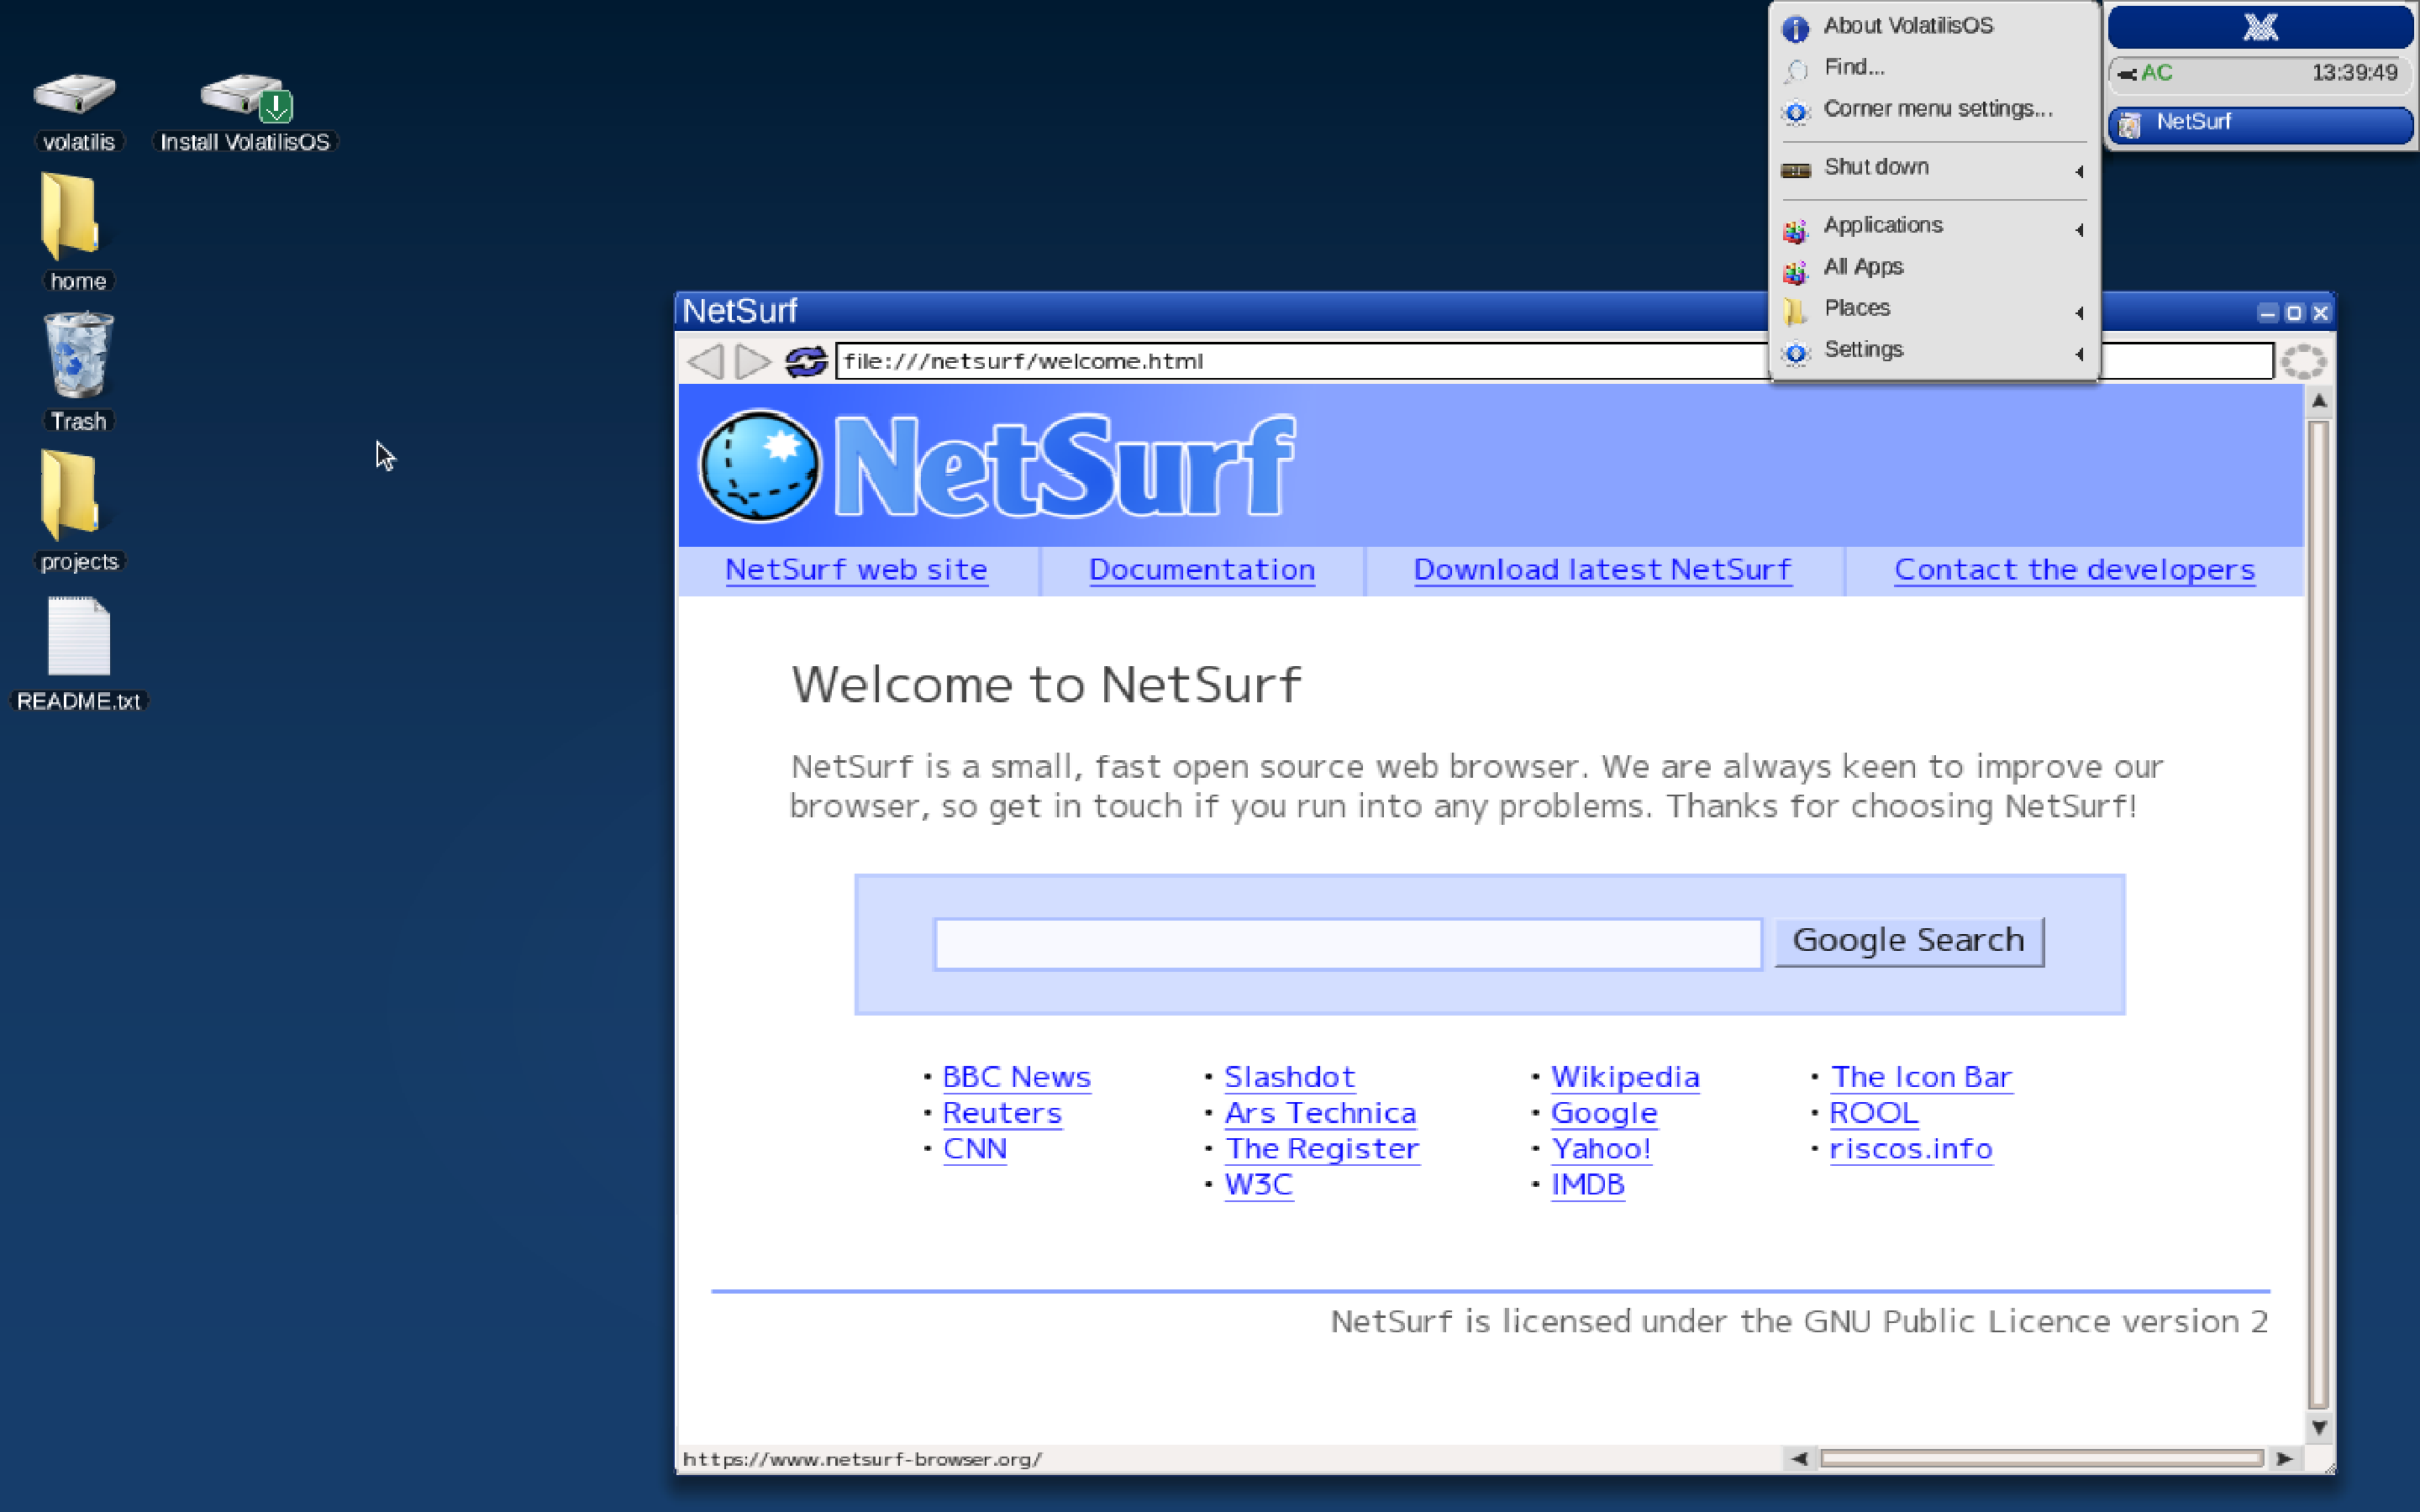 volatilis
Install VolatilisOS
home
Trash
projects
README.txt
About VolatilisOS
Find...
Corner menu settings...
Shut down
Applications
All Apps
Places
Settings
AC 13:39:49
NetSurf
NetSurf
file:///netsurf/welcome.html
NetSurf
NetSurf web site Documentation Download latest NetSurf Contact the developers
Welcome to NetSurf
NetSurf is a small, fast open source web browser. We are always keen to improve our
browser, so get in touch if you run into any problems. Thanks for choosing NetSurf!
Google Search
• BBC News
• Reuters
• CNN
• Slashdot
• Ars Technica
• The Register
• W3C
• Wikipedia
• Google
• Yahoo!
• IMDB
• The Icon Bar
• ROOL
• riscos.info
NetSurf is licensed under the GNU Public Licence version 2
https://www.netsurf-browser.org/